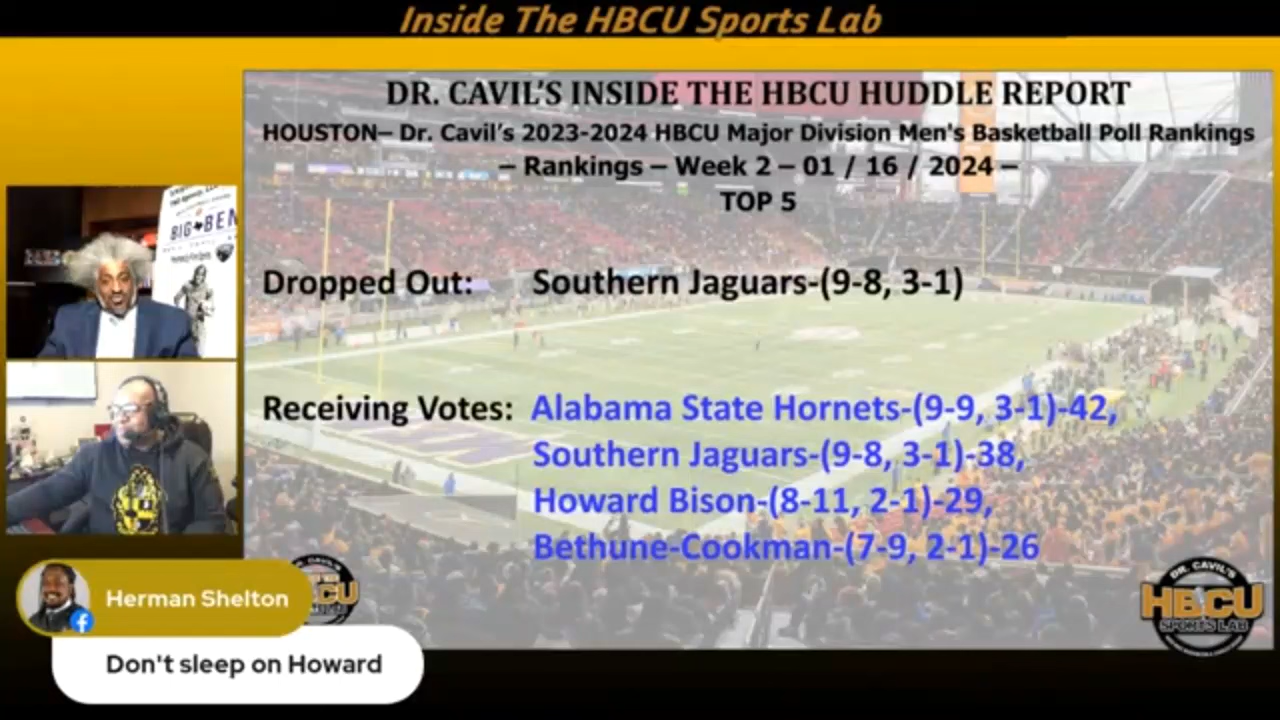 Inside The HBCU Sports Lab
DR. CAVIL'S INSIDE THE HBCU HUDDLE REPORT
HOUSTON– Dr. Cavil's 2023-2024 HBCU Major Division Men's Basketball Poll Rankings
– Rankings – Week 2 – 01 / 16 / 2024 –
TOP 5
Dropped Out: Southern Jaguars-(9-8, 3-1)
Receiving Votes: Alabama State Hornets-(9-9, 3-1)-42,
Southern Jaguars-(9-8, 3-1)-38,
Howard Bison-(8-11, 2-1)-29,
Bethune-Cookman-(7-9, 2-1)-26
BIG BEN
Herman Shelton
Don't sleep on Howard
DR. CAVIL'S
HBCU
SPORTS LAB